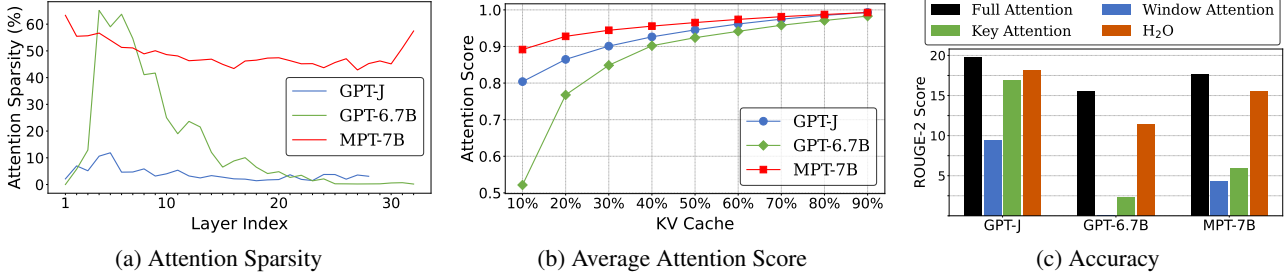 Attention Sparsity (%)
70
60
50
40
30
20
10
0
GPT-J
GPT-6.7B
MPT-7B
1
10
20
30
Layer Index
(a) Attention Sparsity
Attention Score
1.0
0.9
0.8
0.7
0.6
0.5
GPT-J
GPT-6.7B
MPT-7B
10% 20% 30% 40% 50% 60% 70% 80% 90%
KV Cache
(b) Average Attention Score
Full Attention
Window Attention
Key Attention
H₂O
ROUGE-2 Score
20
15
10
5
GPT-J
GPT-6.7B
MPT-7B
(c) Accuracy